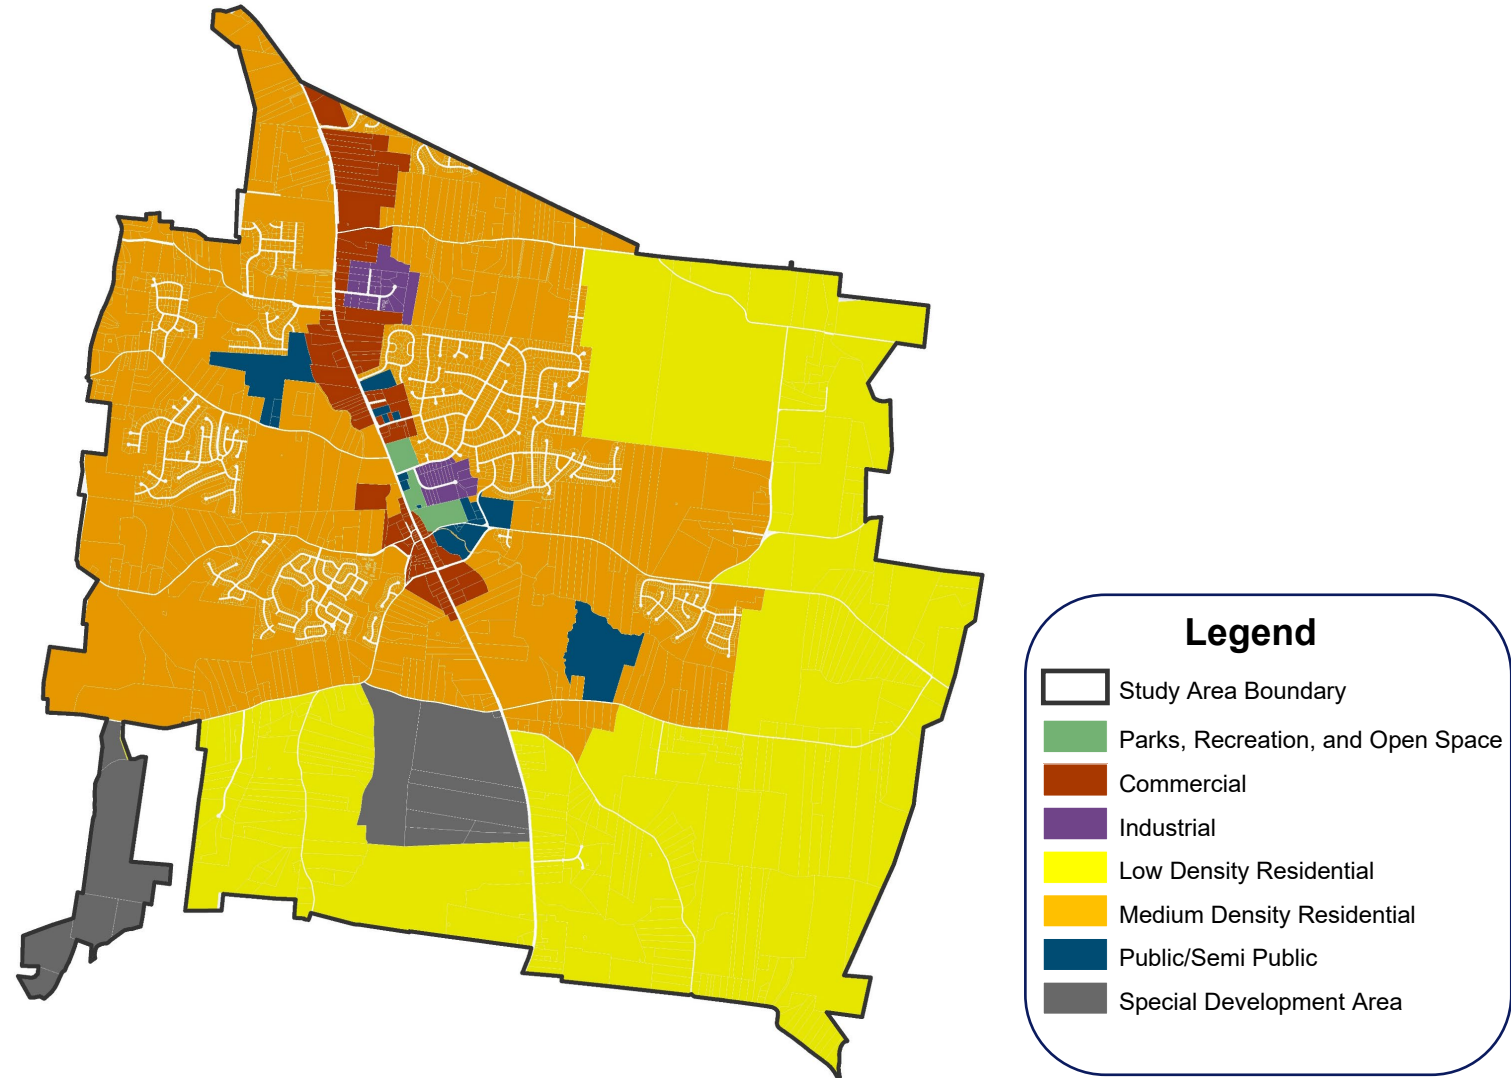 Legend
Study Area Boundary
Parks, Recreation, and Open Space
Commercial
Industrial
Low Density Residential
Medium Density Residential
Public/Semi Public
Special Development Area